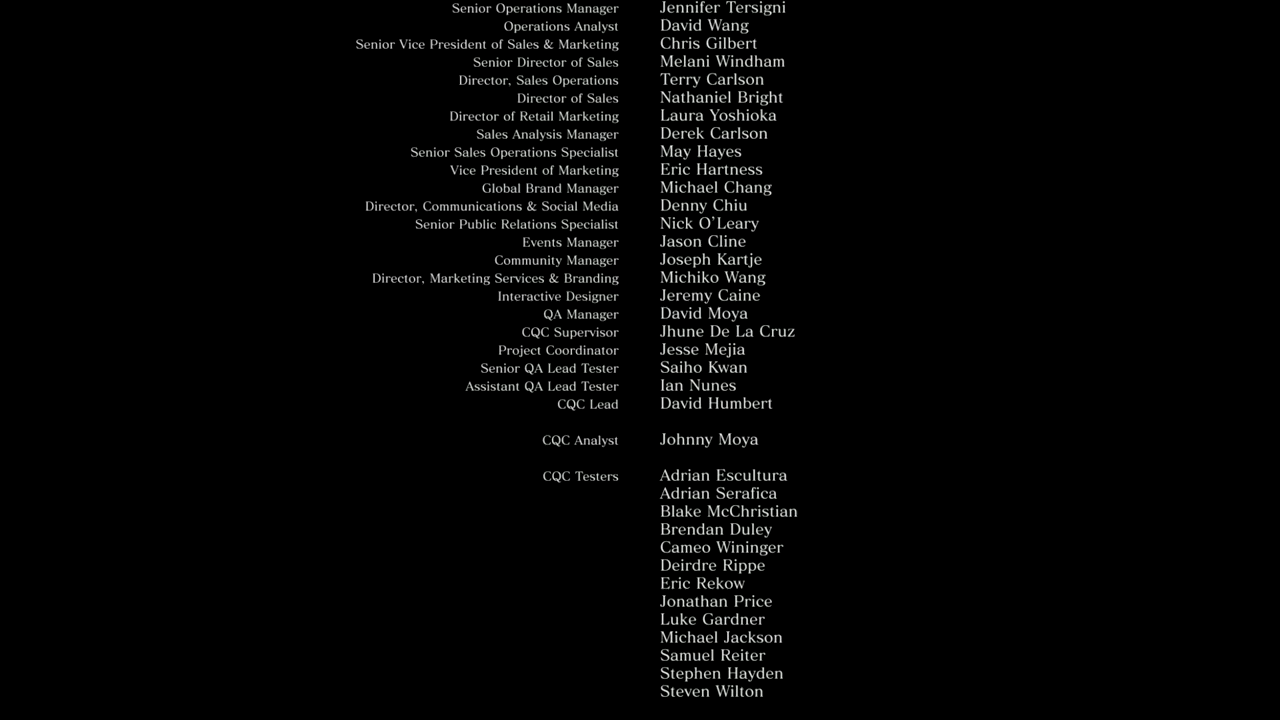 Senior Operations Manager Jennifer Tersigni
Operations Analyst David Wang
Senior Vice President of Sales & Marketing Chris Gilbert
Senior Director of Sales Melani Windham
Director, Sales Operations Terry Carlson
Director of Sales Nathaniel Bright
Director of Retail Marketing Laura Yoshioka
Sales Analysis Manager Derek Carlson
Senior Sales Operations Specialist May Hayes
Vice President of Marketing Eric Hartness
Global Brand Manager Michael Chang
Director, Communications & Social Media Denny Chiu
Senior Public Relations Specialist Nick O'Leary
Events Manager Jason Cline
Community Manager Joseph Kartje
Director, Marketing Services & Branding Michiko Wang
Interactive Designer Jeremy Caine
QA Manager David Moya
CQC Supervisor Jhune De La Cruz
Project Coordinator Jesse Mejia
Senior QA Lead Tester Saiho Kwan
Assistant QA Lead Tester Ian Nunes
CQC Lead David Humbert
CQC Analyst Johnny Moya
CQC Testers Adrian Escultura
Adrian Serafica
Blake McChristian
Brendan Duley
Cameo Wininger
Deirdre Rippe
Eric Rekow
Jonathan Price
Luke Gardner
Michael Jackson
Samuel Reiter
Stephen Hayden
Steven Wilton